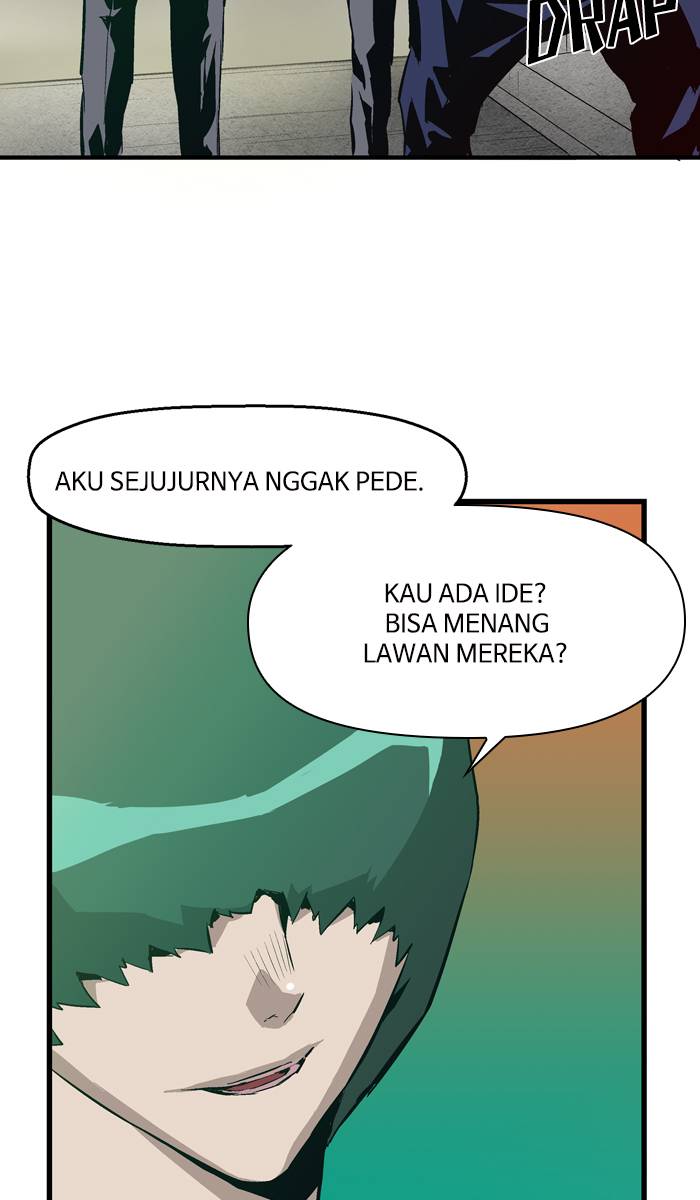 DRAP
AKU SEJUJURNYA NGGAK PEDE.
KAU ADA IDE?
BISA MENANG
LAWAN MEREKA?